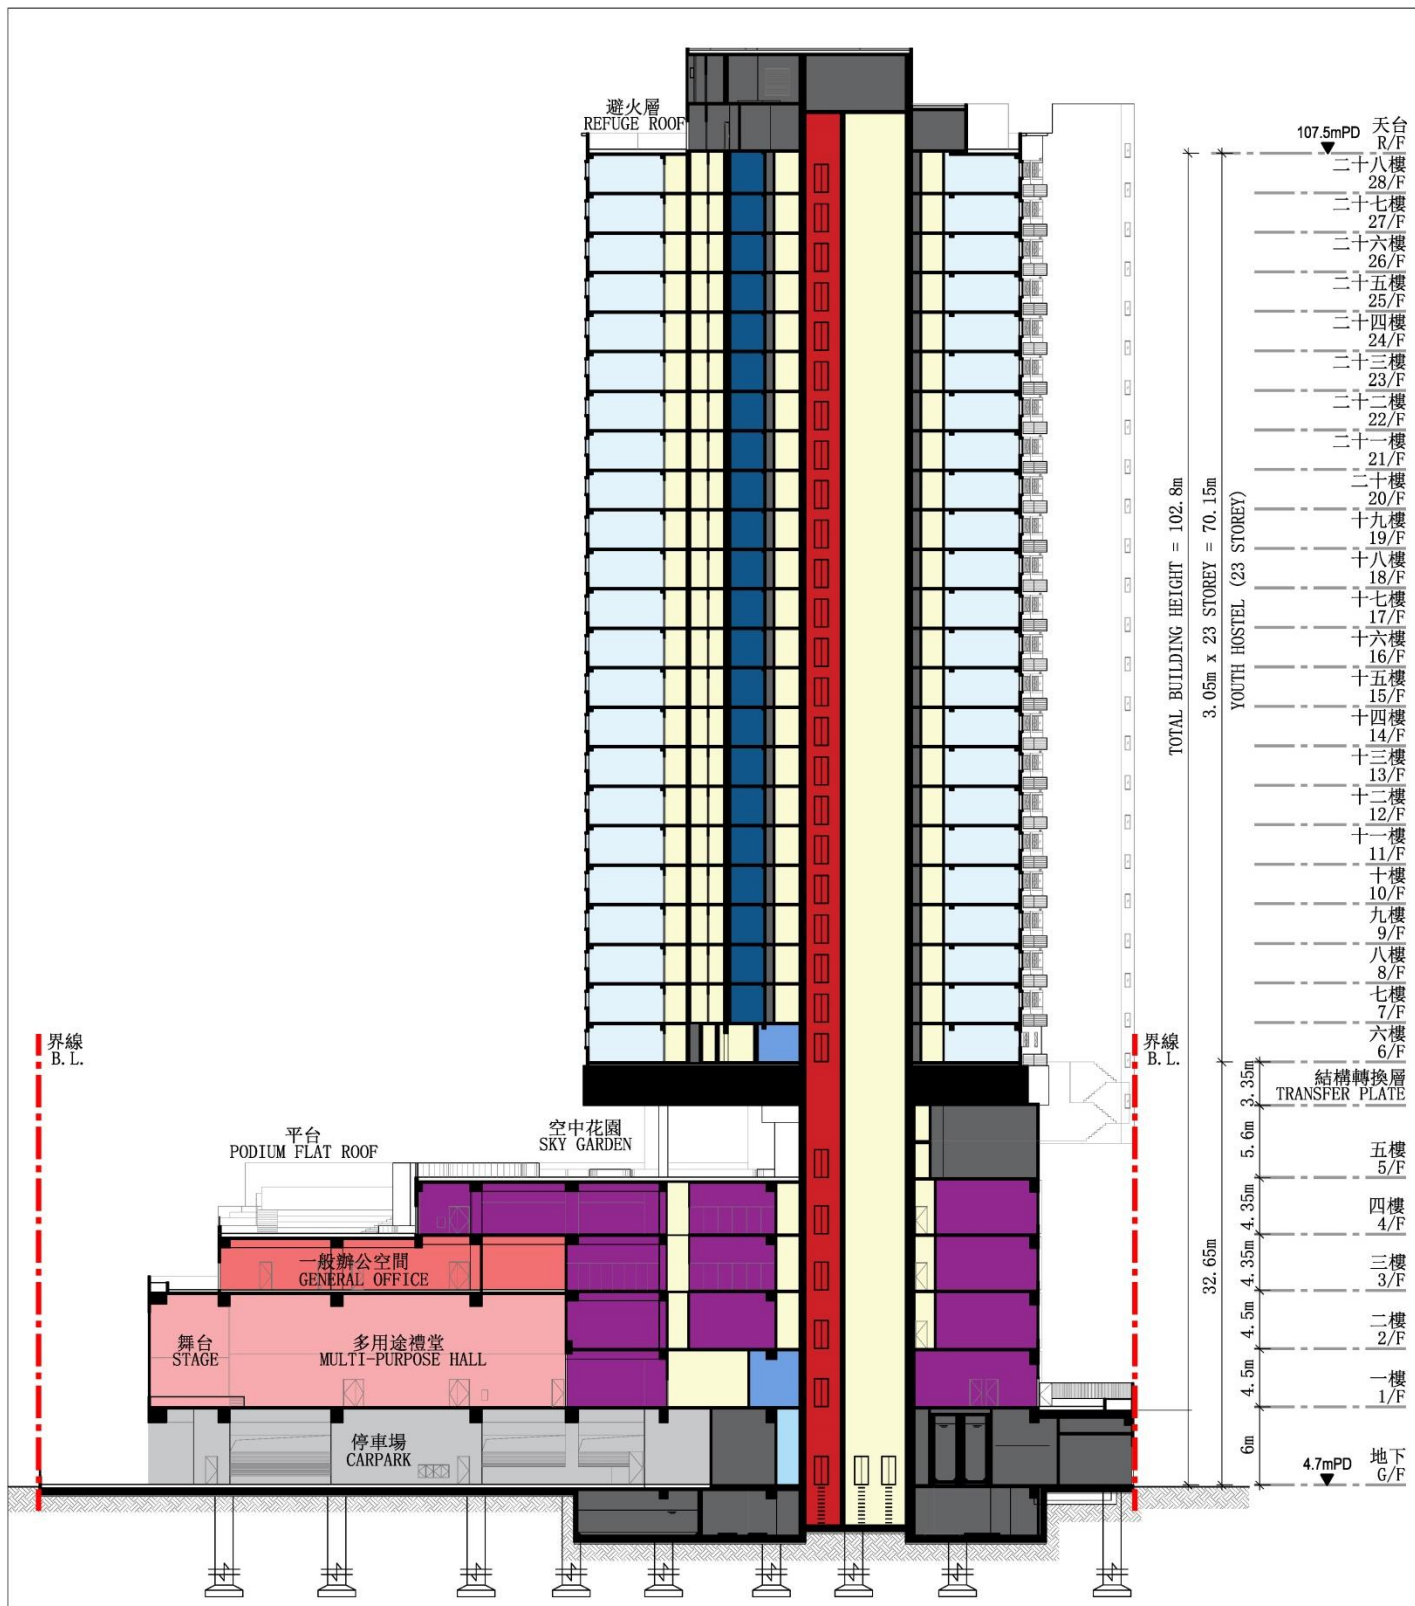 避火層
REFUGE ROOF
107.5mPD
天台
R/F
二十八樓
28/F
二十七樓
27/F
二十六樓
26/F
二十五樓
25/F
二十四樓
24/F
二十三樓
23/F
二十二樓
22/F
二十一樓
21/F
二十樓
20/F
十九樓
19/F
十八樓
18/F
十七樓
17/F
十六樓
16/F
十五樓
15/F
十四樓
14/F
十三樓
13/F
十二樓
12/F
十一樓
11/F
十樓
10/F
九樓
9/F
八樓
8/F
七樓
7/F
六樓
6/F
TOTAL BUILDING HEIGHT = 102.8m
3.05m x 23 STOREY = 70.15m
YOUTH HOSTEL (23 STOREY)
界線
B.L.
界線
B.L.
3.35m
結構轉換層
TRANSFER PLATE
平台
PODIUM FLAT ROOF
空中花園
SKY GARDEN
5.6m
五樓
5/F
4.35m
四樓
4/F
一般辦公空間
GENERAL OFFICE
32.65m
4.35m
三樓
3/F
舞台
STAGE
多用途禮堂
MULTI-PURPOSE HALL
4.5m
二樓
2/F
4.5m
一樓
1/F
停車場
CARPARK
6m
4.7mPD
地下
G/F